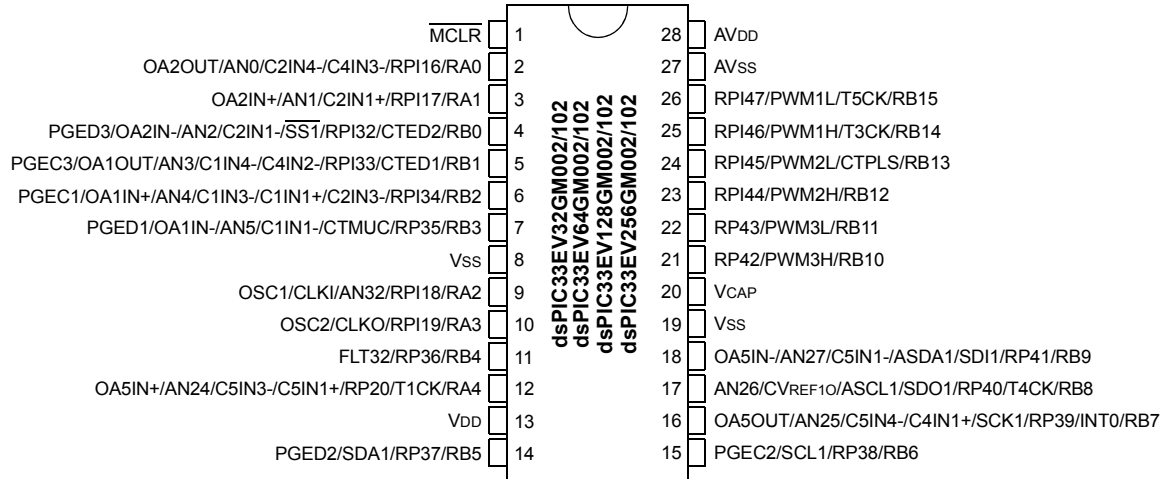 MCLR 1
OA2OUT/AN0/C2IN4-/C4IN3-/RPI16/RA0 2
OA2IN+/AN1/C2IN1+/RPI17/RA1 3
PGED3/OA2IN-/AN2/C2IN1-/SS1/RPI32/CTED2/RB0 4
PGEC3/OA1OUT/AN3/C1IN4-/C4IN2-/RPI33/CTED1/RB1 5
PGEC1/OA1IN+/AN4/C1IN3-/C1IN1+/C2IN3-/RPI34/RB2 6
PGED1/OA1IN-/AN5/C1IN1-/CTMUC/RP35/RB3 7
VSS 8
OSC1/CLKI/AN32/RPI18/RA2 9
OSC2/CLKO/RPI19/RA3 10
FLT32/RP36/RB4 11
OA5IN+/AN24/C5IN3-/C5IN1+/RP20/T1CK/RA4 12
VDD 13
PGED2/SDA1/RP37/RB5 14
dsPIC33EV32GM002/102
dsPIC33EV64GM002/102
dsPIC33EV128GM002/102
dsPIC33EV256GM002/102
28 AVDD
27 AVSS
26 RPI47/PWM1L/T5CK/RB15
25 RPI46/PWM1H/T3CK/RB14
24 RPI45/PWM2L/CTPLS/RB13
23 RPI44/PWM2H/RB12
22 RP43/PWM3L/RB11
21 RP42/PWM3H/RB10
20 VCAP
19 VSS
18 OA5IN-/AN27/C5IN1-/ASDA1/SDI1/RP41/RB9
17 AN26/CVREF1O/ASCL1/SDO1/RP40/T4CK/RB8
16 OA5OUT/AN25/C5IN4-/C4IN1+/SCK1/RP39/INT0/RB7
15 PGEC2/SCL1/RP38/RB6